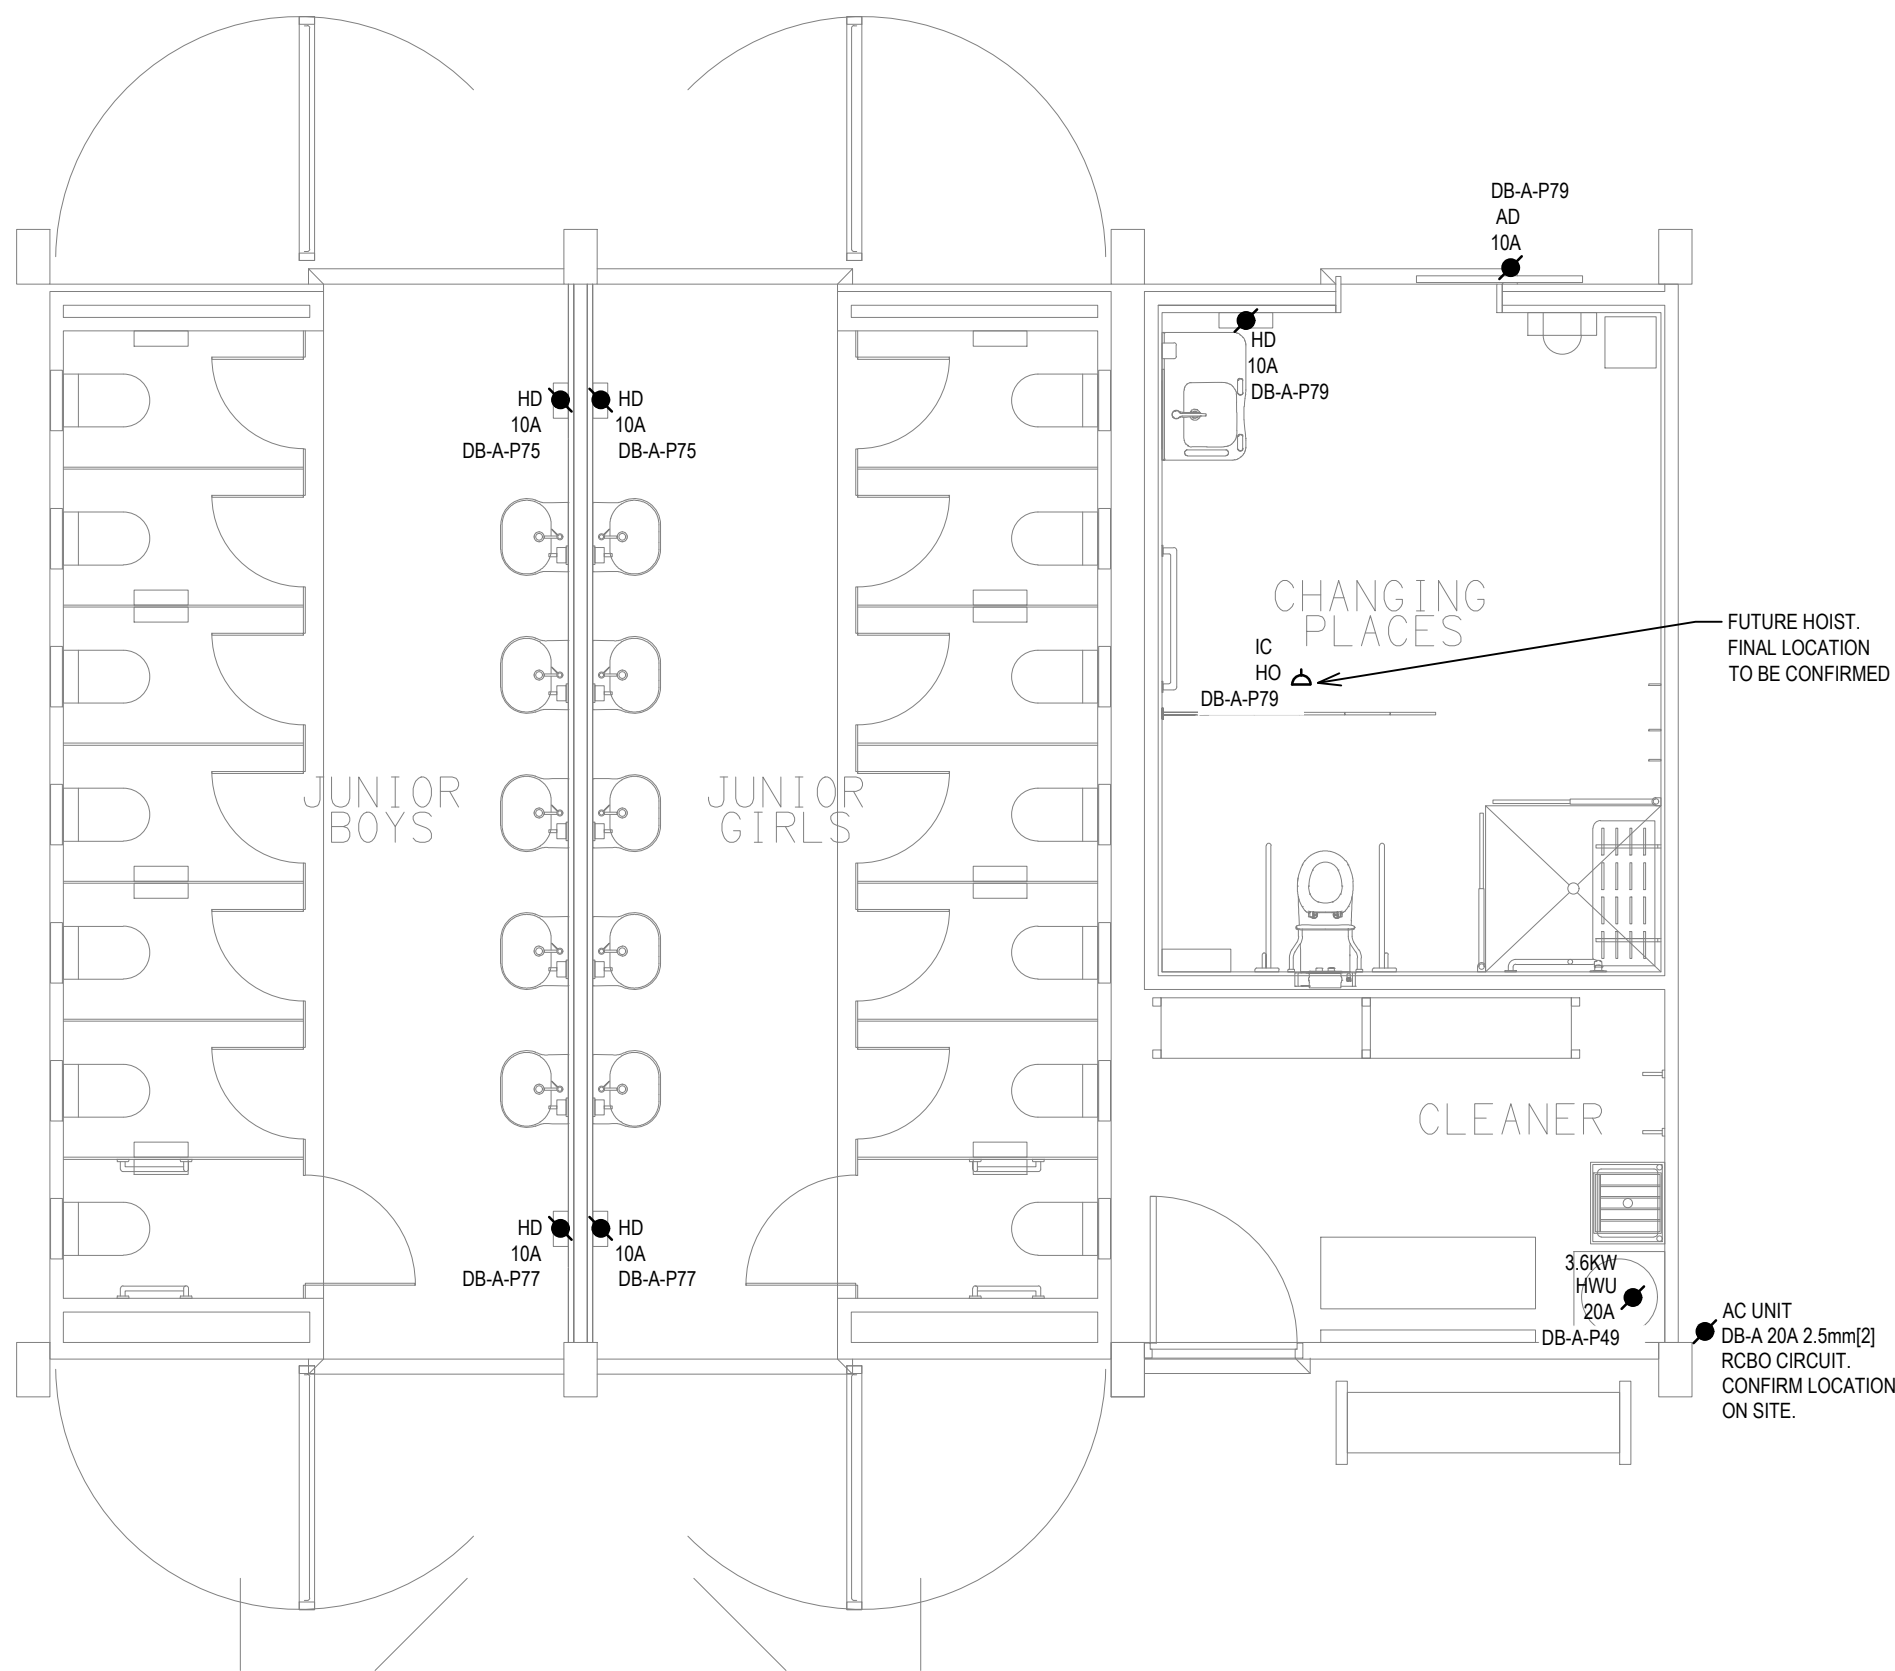 DB-A-P79
AD
10A
HD
10A
DB-A-P79
HD
10A
DB-A-P75
HD
10A
DB-A-P75
CHANGING
PLACES
IC
HO
DB-A-P79
FUTURE HOIST.
FINAL LOCATION
TO BE CONFIRMED
JUNIOR
BOYS
JUNIOR
GIRLS
CLEANER
HD
10A
DB-A-P77
HD
10A
DB-A-P77
3.6KW
HWU
20A
DB-A-P49
AC UNIT
DB-A 20A 2.5mm[2]
RCBO CIRCUIT.
CONFIRM LOCATION
ON SITE.